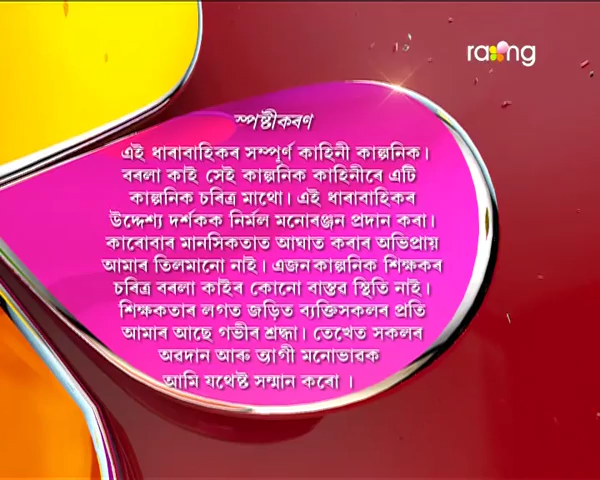 rang
স্পষ্টীকৰণ
এই ধাৰাবাহিকৰ সম্পূৰ্ণ কাহিনী কাল্পনিক।
বৰলা কাই সেই কাল্পনিক কাহিনীৰে এটি
কাল্পনিক চৰিত্ৰ মাথো। এই ধাৰাবাহিকৰ
উদ্দেশ্য দৰ্শকক নিৰ্মল মনোৰঞ্জন প্ৰদান কৰা।
কাৰোবাৰ মানসিকতাত আঘাত কৰাৰ অভিপ্ৰায়
আমাৰ তিলমানো নাই। এজন কাল্পনিক শিক্ষকৰ
চৰিত্ৰ বৰলা কাইৰ কোনো বাস্তৱ স্থিতি নাই।
শিক্ষকতাৰ লগত জড়িত ব্যক্তিসকলৰ প্ৰতি
আমাৰ আছে গভীৰ শ্ৰদ্ধা। তেখেত সকলৰ
অৱদান আৰু ত্যাগী মনোভাৱক
আমি যথেষ্ট সন্মান কৰো ।